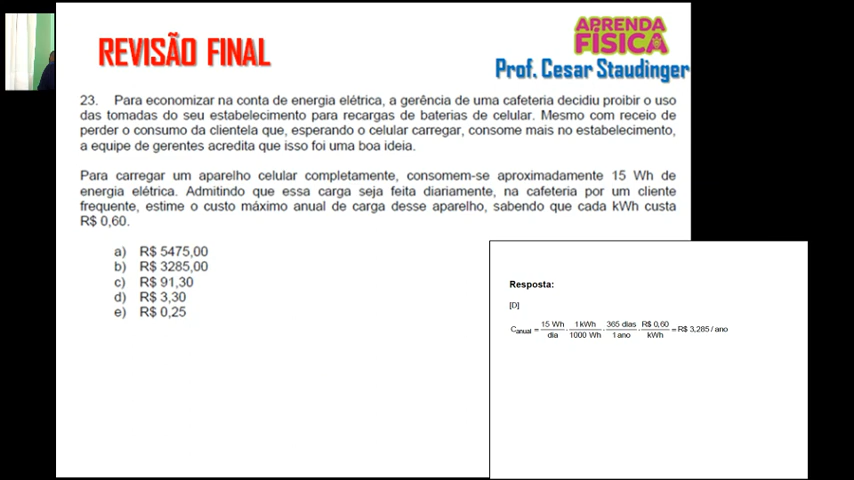 REVISÃO FINAL
APRENDA
FÍSICA
Prof. Cesar Staudinger
23. Para economizar na conta de energia elétrica, a gerência de uma cafeteria decidiu proibir o uso
das tomadas do seu estabelecimento para recargas de baterias de celular. Mesmo com receio de
perder o consumo da clientela que, esperando o celular carregar, consome mais no estabelecimento,
a equipe de gerentes acredita que isso foi uma boa ideia.
Para carregar um aparelho celular completamente, consomem-se aproximadamente 15 Wh de
energia elétrica. Admitindo que essa carga seja feita diariamente, na cafeteria por um cliente
frequente, estime o custo máximo anual de carga desse aparelho, sabendo que cada kWh custa
R$ 0,60.
a) R$ 5475,00
b) R$ 3285,00
c) R$ 91,30
d) R$ 3,30
e) R$ 0,25
Resposta:
[D]
C_anual = 15 Wh/dia · 1 kWh/1000 Wh · 365 dias/1 ano · R$ 0,60/kWh = R$ 3,285 / ano